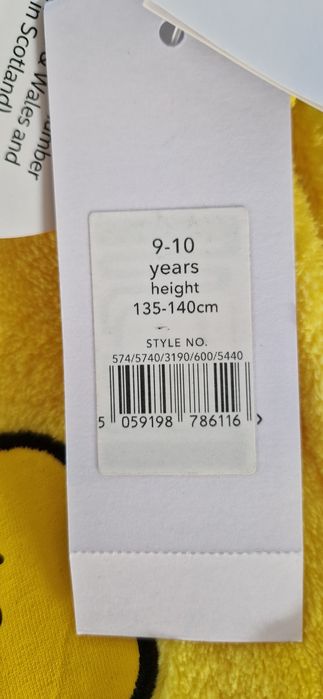 umber
d Wales and
in Scotland)
9-10
years
height
135-140cm
STYLE NO.
574/5740/3190/600/5440
5 059198 786116 >